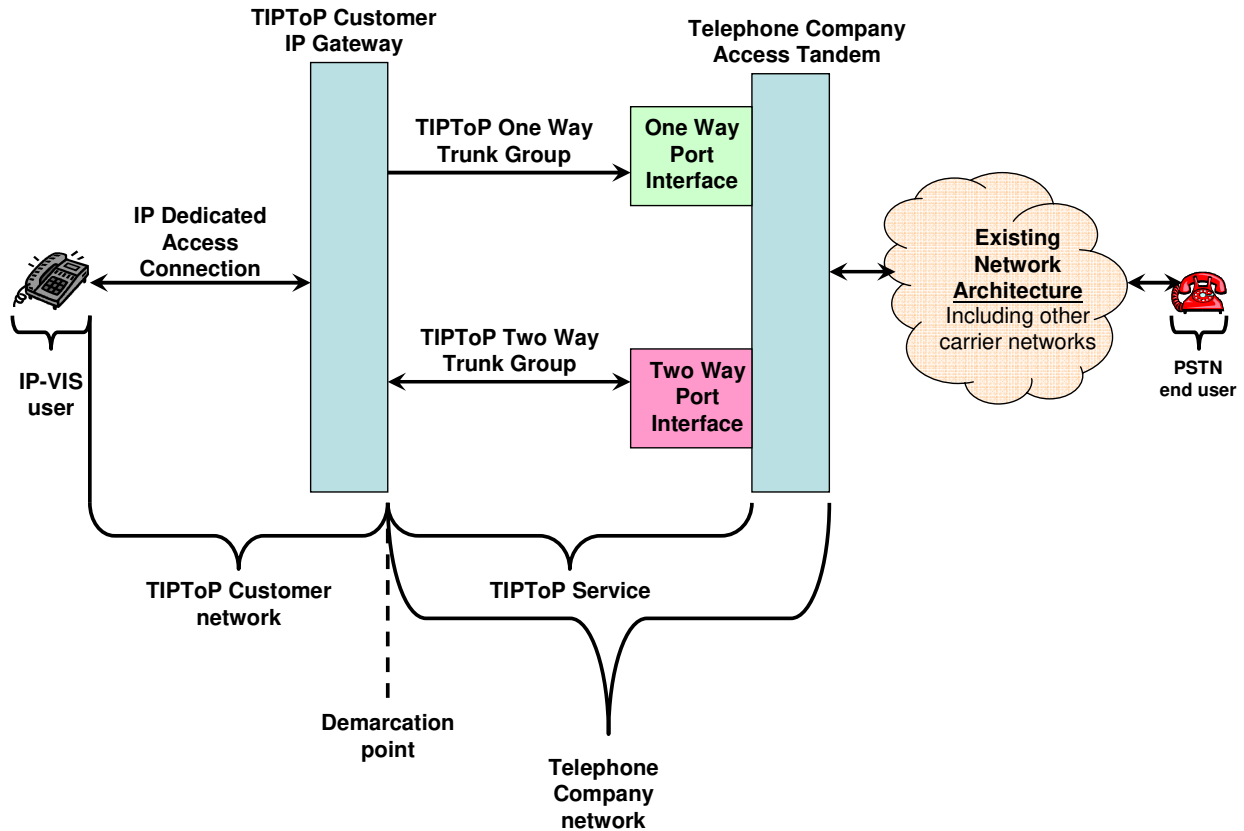 TIPToP Customer
IP Gateway
Telephone Company
Access Tandem
TIPToP One Way
Trunk Group
One Way
Port
Interface
IP Dedicated
Access
Connection
Existing
Network
Architecture
Including other
carrier networks
TIPToP Two Way
Trunk Group
Two Way
Port
Interface
IP-VIS
user
PSTN
end user
TIPToP Customer
network
TIPToP Service
Demarcation
point
Telephone
Company
network